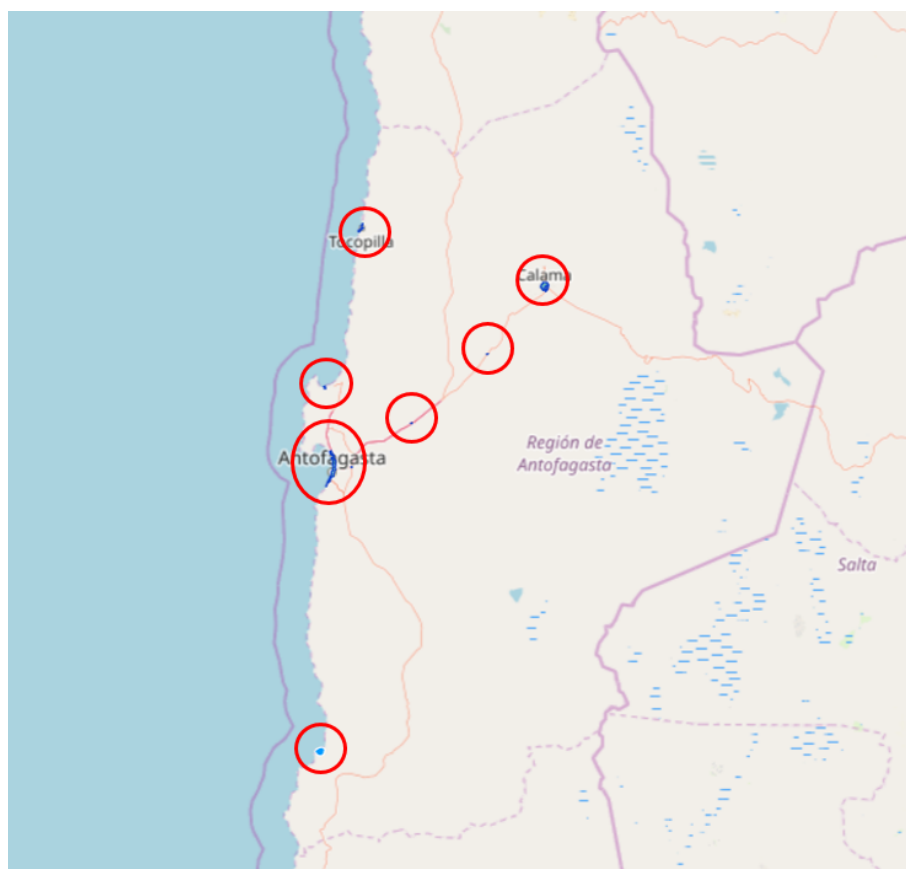 Tocopilla
Calama
Antofagasta
Región de
Antofagasta
Salta